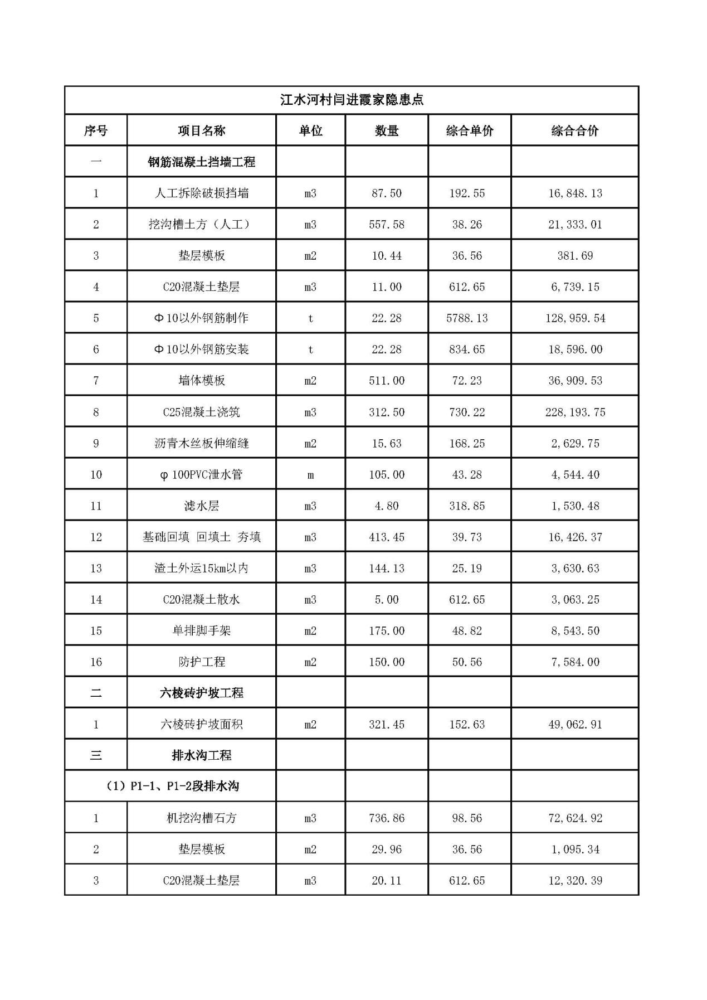 江水河村闫进霞家隐患点
序号 项目名称 单位 数量 综合单价 综合合价
一 钢筋混凝土挡墙工程
1 人工拆除破损挡墙 m3 87.50 192.55 16,848.13
2 挖沟槽土方（人工） m3 557.58 38.26 21,333.01
3 垫层模板 m2 10.44 36.56 381.69
4 C20混凝土垫层 m3 11.00 612.65 6,739.15
5 Φ10以外钢筋制作 t 22.28 5788.13 128,959.54
6 Φ10以外钢筋安装 t 22.28 834.65 18,596.00
7 墙体模板 m2 511.00 72.23 36,909.53
8 C25混凝土浇筑 m3 312.50 730.22 228,193.75
9 沥青木丝板伸缩缝 m2 15.63 168.25 2,629.75
10 φ100PVC泄水管 m 105.00 43.28 4,544.40
11 滤水层 m3 4.80 318.85 1,530.48
12 基础回填 回填土 夯填 m3 413.45 39.73 16,426.37
13 渣土外运15km以内 m3 144.13 25.19 3,630.63
14 C20混凝土散水 m3 5.00 612.65 3,063.25
15 单排脚手架 m2 175.00 48.82 8,543.50
16 防护工程 m2 150.00 50.56 7,584.00
二 六棱砖护坡工程
1 六棱砖护坡面积 m2 321.45 152.63 49,062.91
三 排水沟工程
（1）P1-1、P1-2段排水沟
1 机挖沟槽石方 m3 736.86 98.56 72,624.92
2 垫层模板 m2 29.96 36.56 1,095.34
3 C20混凝土垫层 m3 20.11 612.65 12,320.39